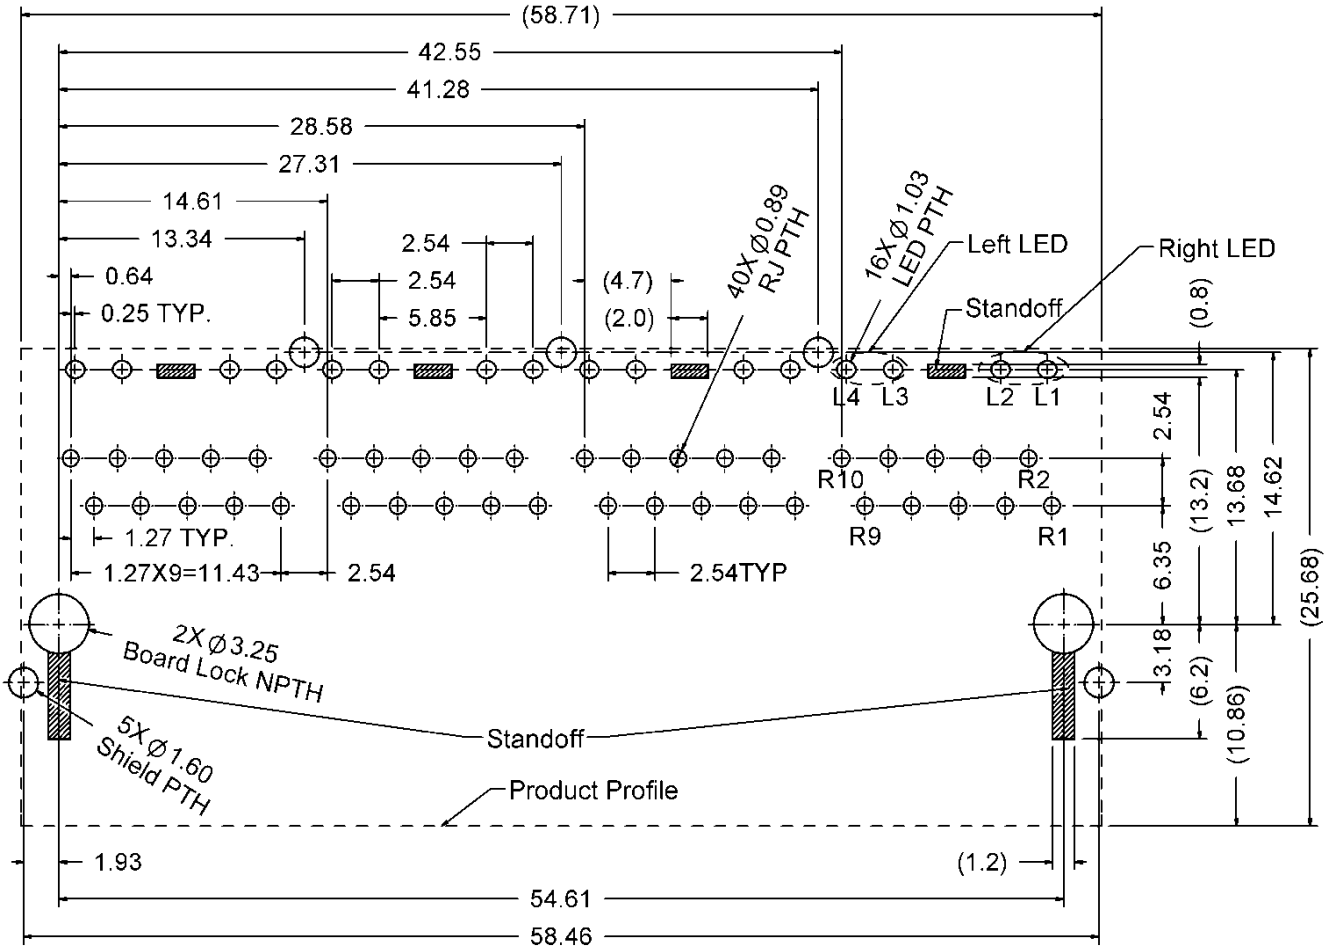 (58.71)
42.55
41.28
28.58
27.31
14.61
13.34
2.54
0.64
2.54
(4.7)
0.25 TYP.
5.85
(2.0)
40X Ø0.89
RJ PTH
16X Ø1.03
LED PTH
Left LED
Right LED
Standoff
(0.8)
L4
L3
L2
L1
2.54
R10
R2
R9
R1
(13.2)
13.68
14.62
1.27 TYP.
1.27X9=11.43
2.54
2.54TYP
6.35
(25.68)
2X Ø3.25
Board Lock NPTH
3.18
(6.2)
(10.86)
5X Ø1.60
Shield PTH
Standoff
Product Profile
1.93
(1.2)
54.61
58.46